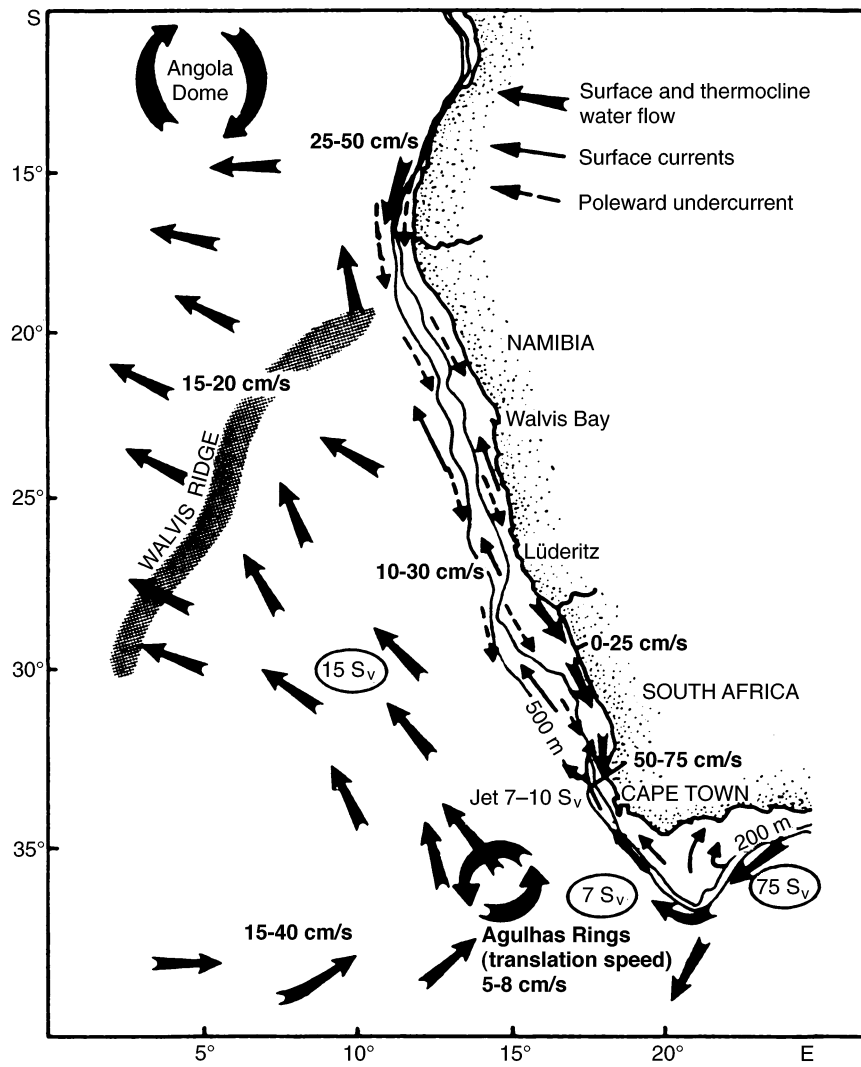 S
Angola
Dome
Surface and thermocline
water flow
25-50 cm/s
Surface currents
15°
Poleward undercurrent
20°
NAMIBIA
15-20 cm/s
Walvis Bay
WALVIS RIDGE
25°
Lüderitz
10-30 cm/s
0-25 cm/s
30°
15 Sv
SOUTH AFRICA
500 m
50-75 cm/s
Jet 7–10 Sv
CAPE TOWN
200 m
35°
7 Sv
75 Sv
15-40 cm/s
Agulhas Rings
(translation speed)
5-8 cm/s
5°
10°
15°
20°
E